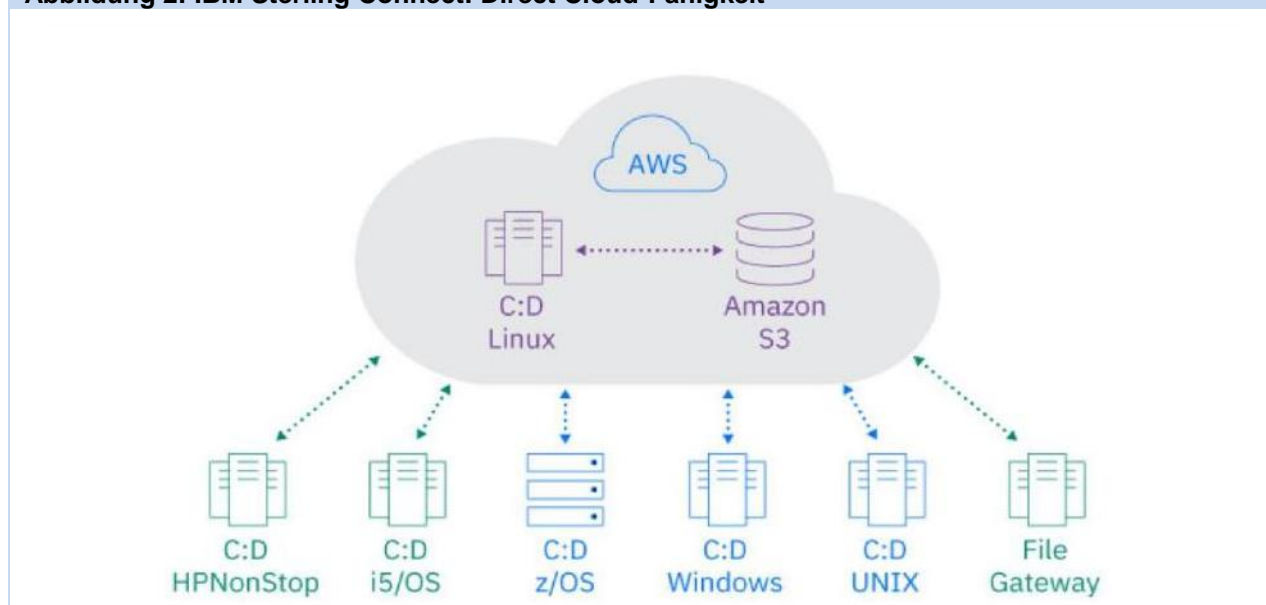 Abbildung 2: IBM Sterling Connect: Direct Cloud-Fähigkeit
AWS
C:D
Linux
Amazon
S3
C:D
HPNonStop
C:D
i5/OS
C:D
z/OS
C:D
Windows
C:D
UNIX
File
Gateway